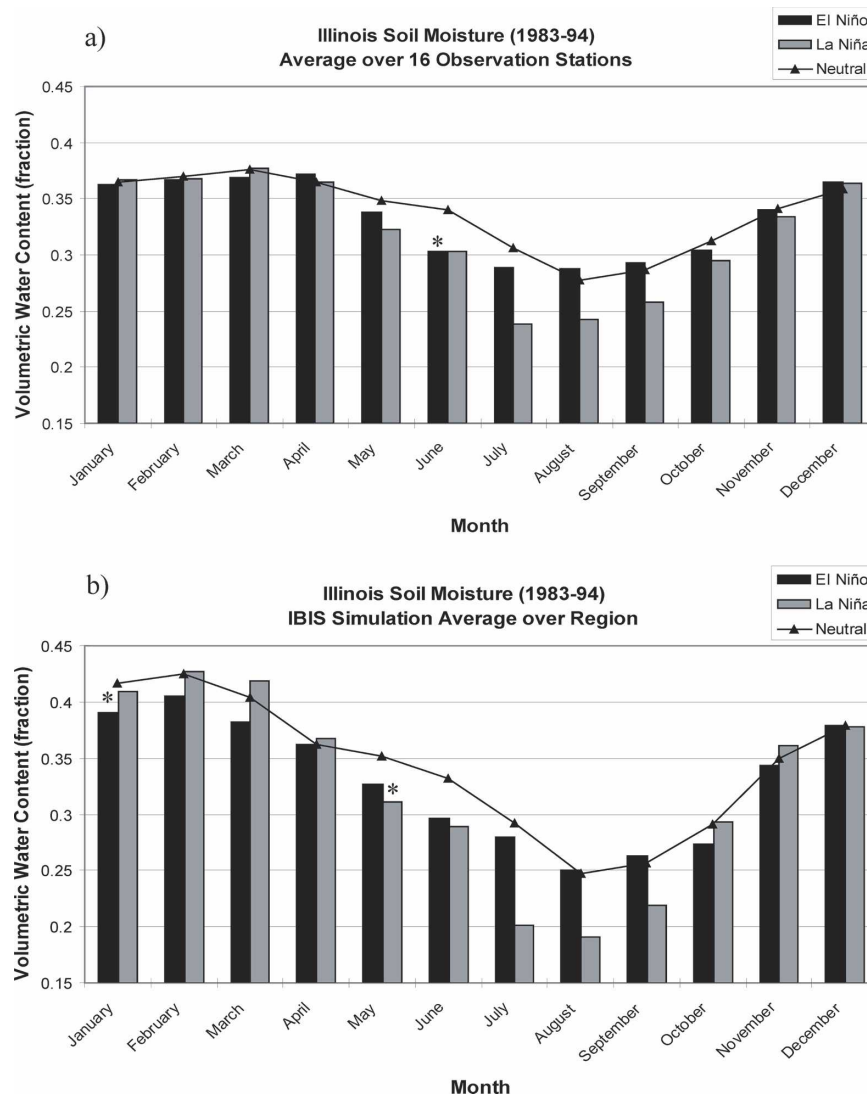 a)
Illinois Soil Moisture (1983-94)
Average over 16 Observation Stations
El Niño
La Niña
Neutral
Volumetric Water Content (fraction)
0.45
0.4
0.35
0.3
0.25
0.2
0.15
*
January
February
March
April
May
June
July
August
September
October
November
December
Month
b)
Illinois Soil Moisture (1983-94)
IBIS Simulation Average over Region
El Niño
La Niña
Neutral
Volumetric Water Content (fraction)
0.45
0.4
0.35
0.3
0.25
0.2
0.15
*
*
January
February
March
April
May
June
July
August
September
October
November
December
Month